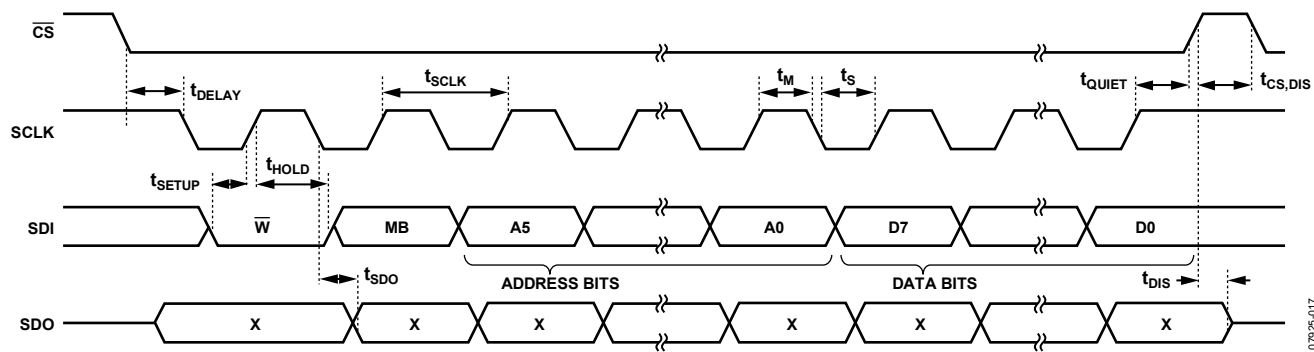 CS
tDELAY
tSCLK
tM
tS
tQUIET
tCS,DIS
SCLK
tSETUP
tHOLD
SDI
W
MB
A5
A0
D7
D0
tSDO
ADDRESS BITS
DATA BITS
tDIS
SDO
X
X
X
X
X
X
07925-017